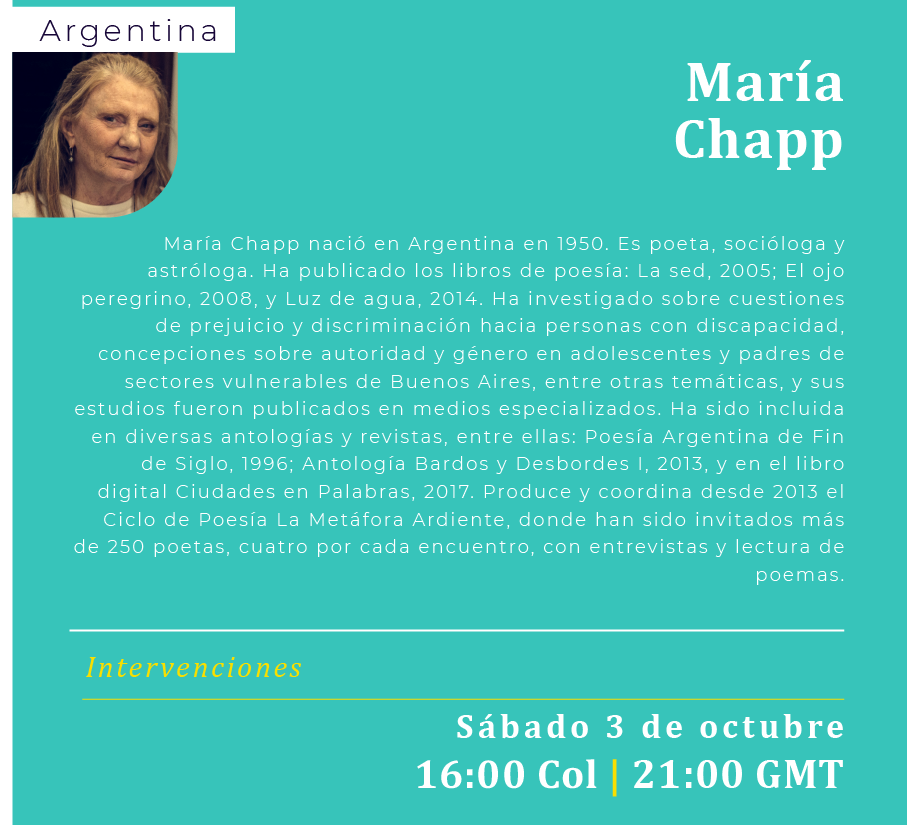 Argentina
María
Chapp
María Chapp nació en Argentina en 1950. Es poeta, socióloga y
astróloga. Ha publicado los libros de poesía: La sed, 2005; El ojo
peregrino, 2008, y Luz de agua, 2014. Ha investigado sobre cuestiones
de prejuicio y discriminación hacia personas con discapacidad,
concepciones sobre autoridad y género en adolescentes y padres de
sectores vulnerables de Buenos Aires, entre otras temáticas, y sus
estudios fueron publicados en medios especializados. Ha sido incluida
en diversas antologías y revistas, entre ellas: Poesía Argentina de Fin
de Siglo, 1996; Antología Bardos y Desbordes I, 2013, y en el libro
digital Ciudades en Palabras, 2017. Produce y coordina desde 2013 el
Ciclo de Poesía La Metáfora Ardiente, donde han sido invitados más
de 250 poetas, cuatro por cada encuentro, con entrevistas y lectura de
poemas.
Intervenciones
Sábado 3 de octubre
16:00 Col | 21:00 GMT